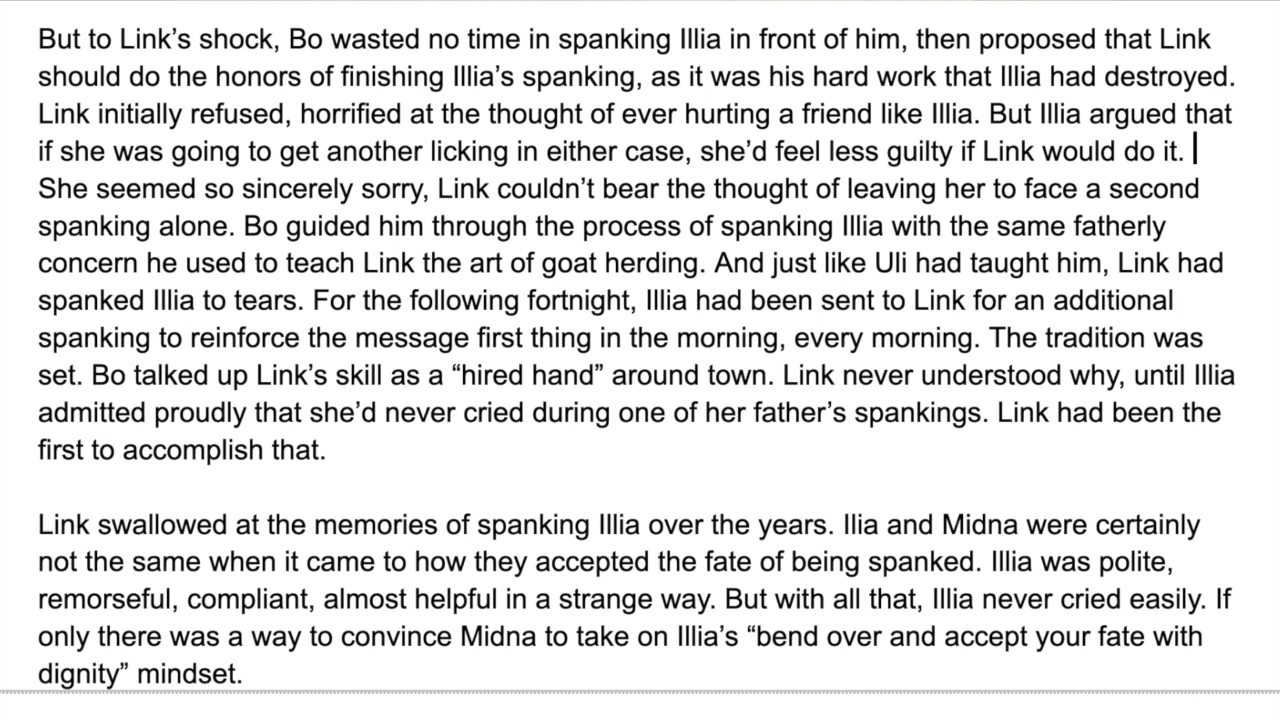 But to Link’s shock, Bo wasted no time in spanking Illia in front of him, then proposed that Link
should do the honors of finishing Illia’s spanking, as it was his hard work that Illia had destroyed.
Link initially refused, horrified at the thought of ever hurting a friend like Illia. But Illia argued that
if she was going to get another licking in either case, she’d feel less guilty if Link would do it.
She seemed so sincerely sorry, Link couldn’t bear the thought of leaving her to face a second
spanking alone. Bo guided him through the process of spanking Illia with the same fatherly
concern he used to teach Link the art of goat herding. And just like Uli had taught him, Link had
spanked Illia to tears. For the following fortnight, Illia had been sent to Link for an additional
spanking to reinforce the message first thing in the morning, every morning. The tradition was
set. Bo talked up Link’s skill as a “hired hand” around town. Link never understood why, until Illia
admitted proudly that she’d never cried during one of her father’s spankings. Link had been the
first to accomplish that.
Link swallowed at the memories of spanking Illia over the years. Ilia and Midna were certainly
not the same when it came to how they accepted the fate of being spanked. Illia was polite,
remorseful, compliant, almost helpful in a strange way. But with all that, Illia never cried easily. If
only there was a way to convince Midna to take on Illia’s “bend over and accept your fate with
dignity” mindset.